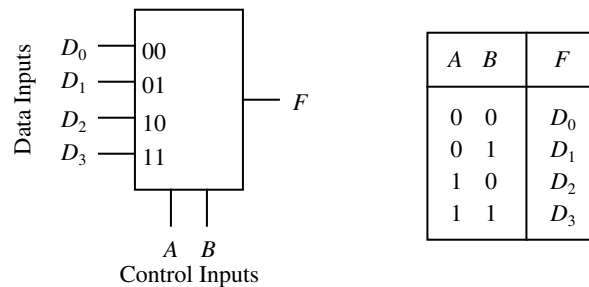 Data Inputs
D₀ 00
D₁ 01
D₂ 10
D₃ 11
F
A B
Control Inputs
A B F
0 0 D₀
0 1 D₁
1 0 D₂
1 1 D₃